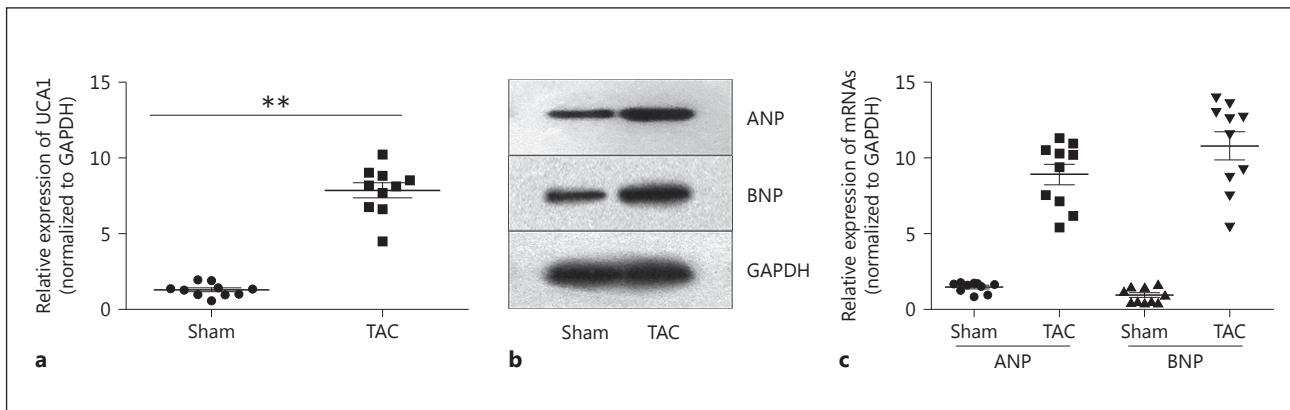 Relative expression of UCA1
(normalized to GAPDH)
15
10
5
0
**
Sham
TAC
a
ANP
BNP
GAPDH
Sham
TAC
b
Relative expression of mRNAs
(normalized to GAPDH)
15
10
5
0
Sham
TAC
Sham
TAC
ANP
BNP
c